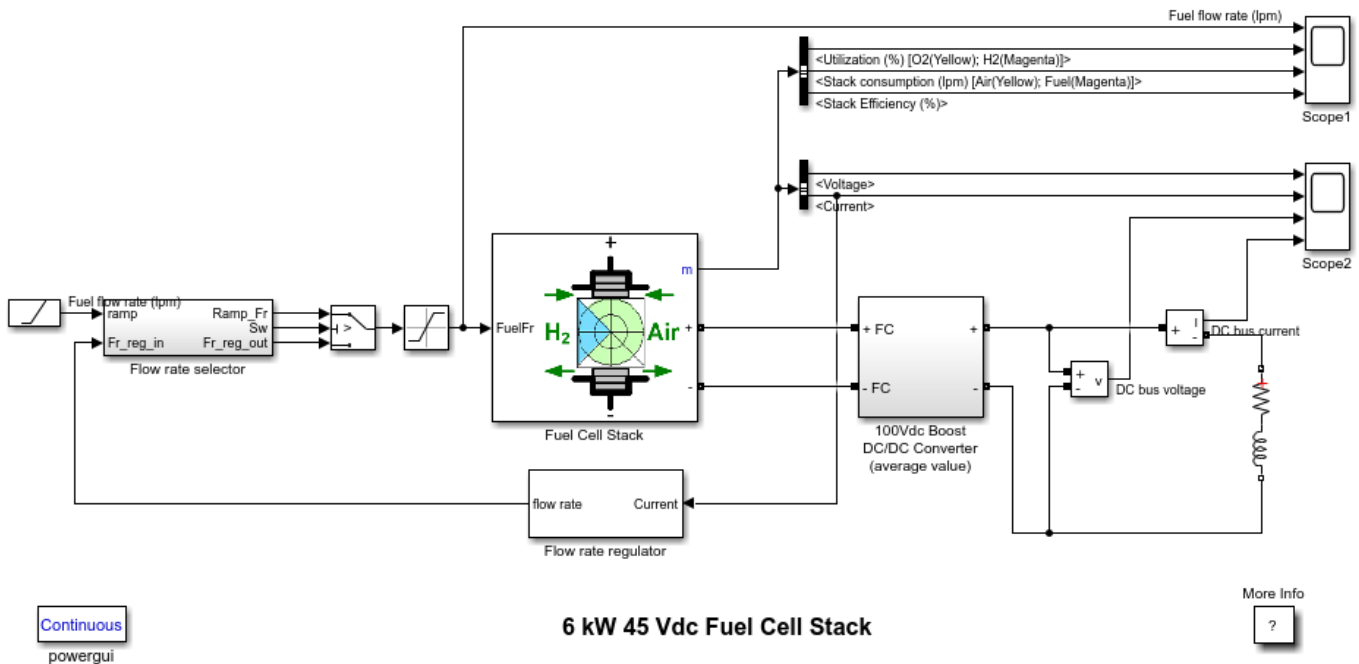 Fuel flow rate (lpm)
<Utilization (%) [O2(Yellow); H2(Magenta)]>
<Stack consumption (lpm) [Air(Yellow); Fuel(Magenta)]>
<Stack Efficiency (%)>
Scope1
<Voltage>
<Current>
Scope2
+
m
Fuel flow rate (lpm)
ramp
Ramp_Fr
Sw
Fr_reg_in
Fr_reg_out
Flow rate selector
>
FuelFr
H2
Air
+
-
-
Fuel Cell Stack
+ FC
+
- FC
-
100Vdc Boost
DC/DC Converter
(average value)
+
I
-
DC bus current
+
-
v
DC bus voltage
+
flow rate
Current
Flow rate regulator
Continuous
powergui
6 kW 45 Vdc Fuel Cell Stack
More Info
?